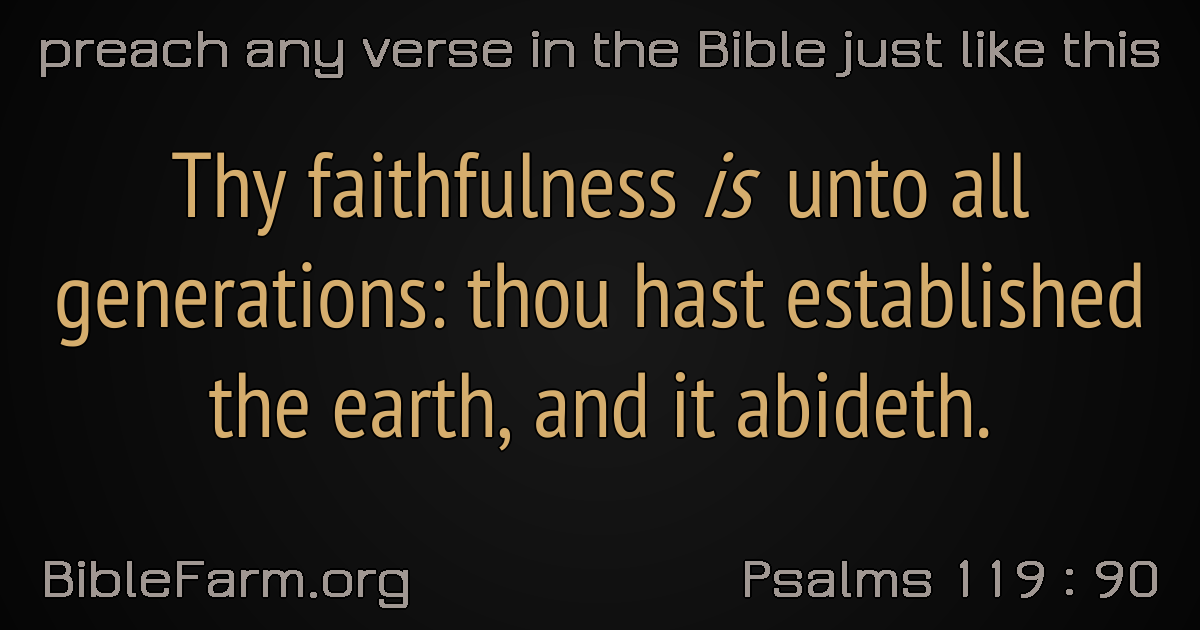 preach any verse in the Bible just like this
Thy faithfulness is unto all
generations: thou hast established
the earth, and it abideth.
BibleFarm.org
Psalms 119 : 90